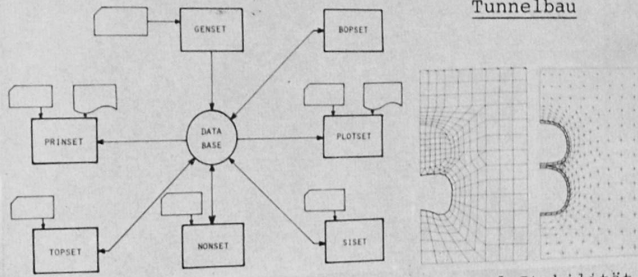 Tunnelbau
GENSET
BOPSET
PRINSET
DATA
BASE
PLOTSET
TOPSET
NONSET
SISET